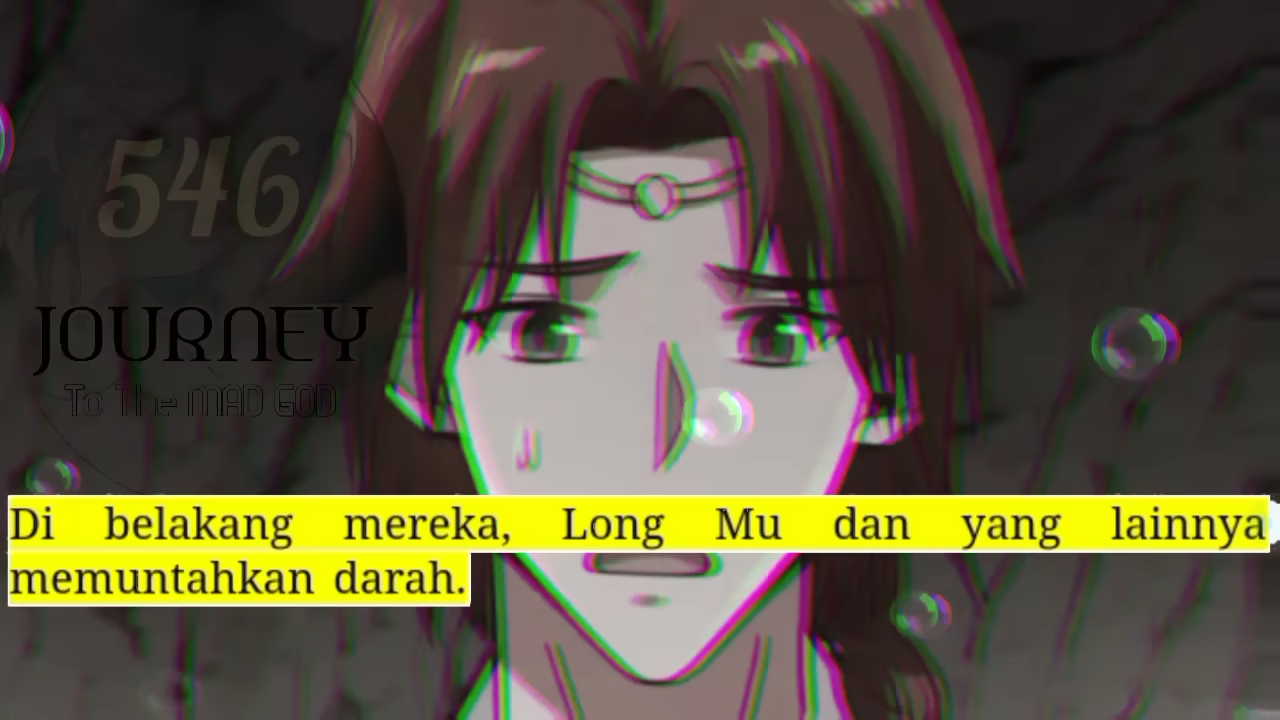 546
JOURNEY
To The MAD GOD
Di belakang mereka, Long Mu dan yang lainnya
memuntahkan darah.